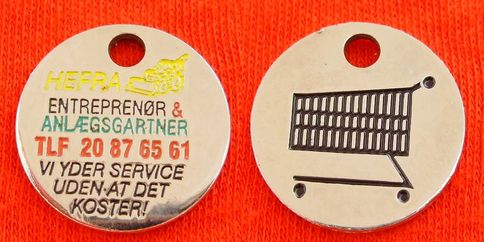 HEFRA
ENTREPRENØR &
ANLÆGSGARTNER
TLF 20 87 65 61
VI YDER SERVICE
UDEN AT DET
KOSTER!